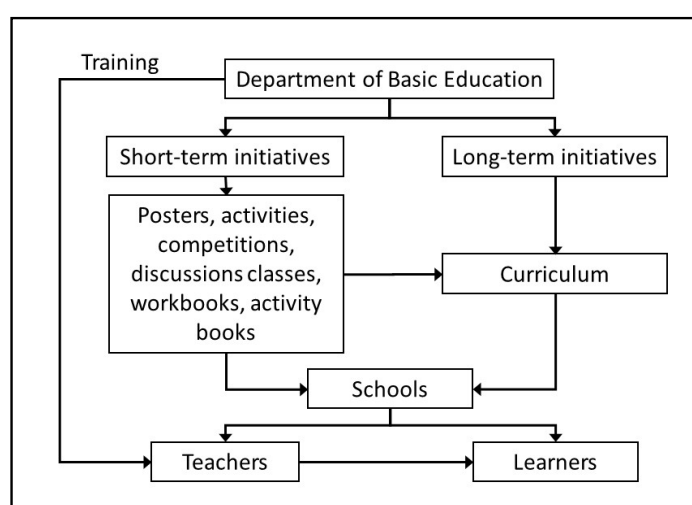 Training
Department of Basic Education
Short-term initiatives
Long-term initiatives
Posters, activities,
competitions,
discussions classes,
workbooks, activity
books
Curriculum
Schools
Teachers
Learners